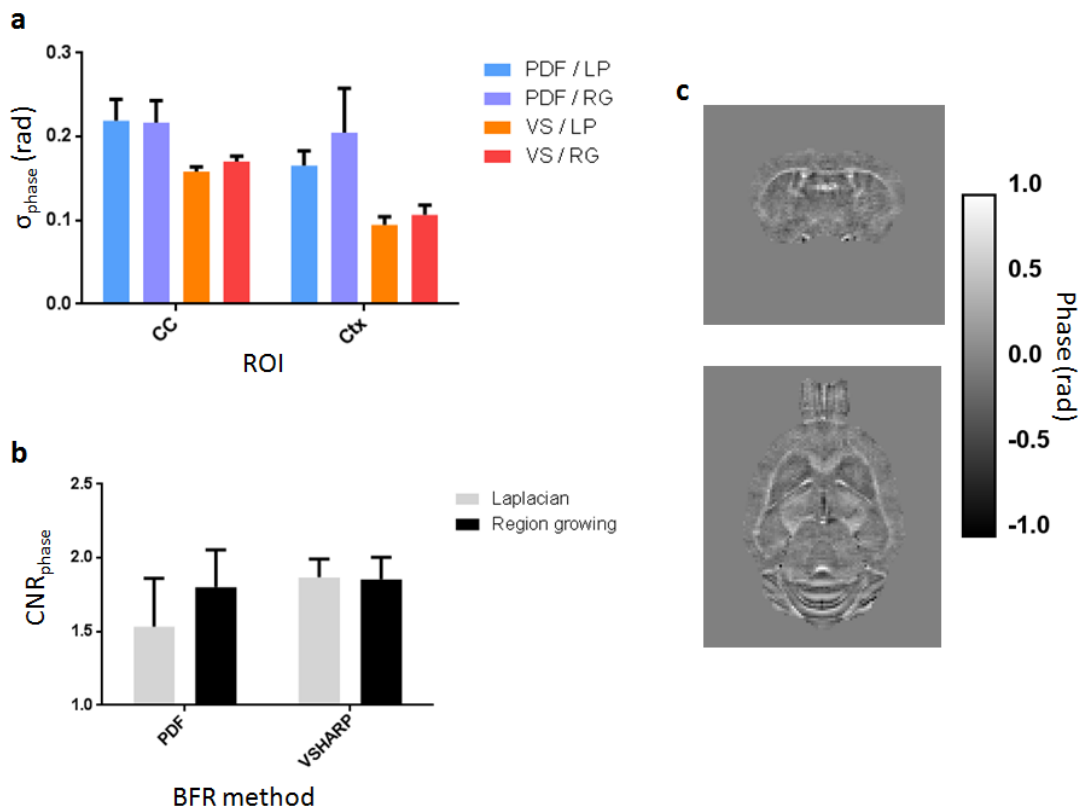 a
0.3
0.2
0.1
0.0
σphase (rad)
CC
Ctx
ROI
PDF / LP
PDF / RG
VS / LP
VS / RG
b
2.5
2.0
1.5
1.0
CNRphase
PDF
VSHARP
BFR method
Laplacian
Region growing
c
1.0
0.5
0.0
-0.5
-1.0
Phase (rad)